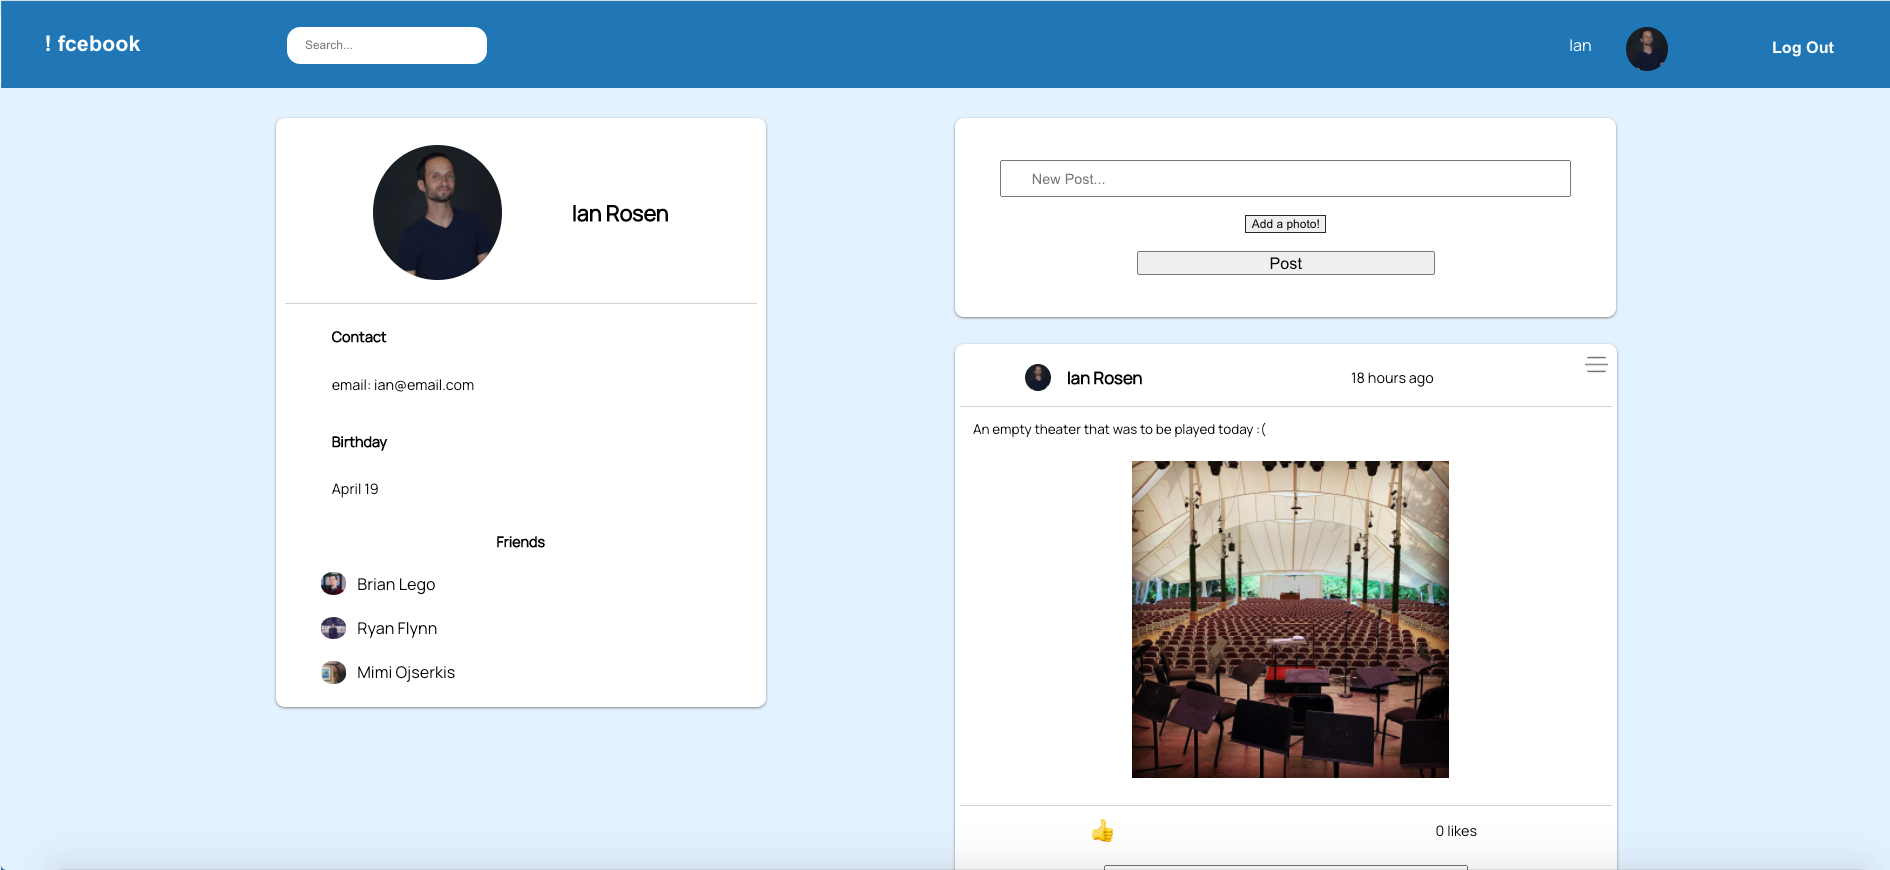 ! fcebook
Search...
Ian
Log Out
Ian Rosen
Contact
email: ian@email.com
Birthday
April 19
Friends
Brian Lego
Ryan Flynn
Mimi Ojserkis
New Post...
Add a photo!
Post
Ian Rosen
18 hours ago
An empty theater that was to be played today :(
0 likes